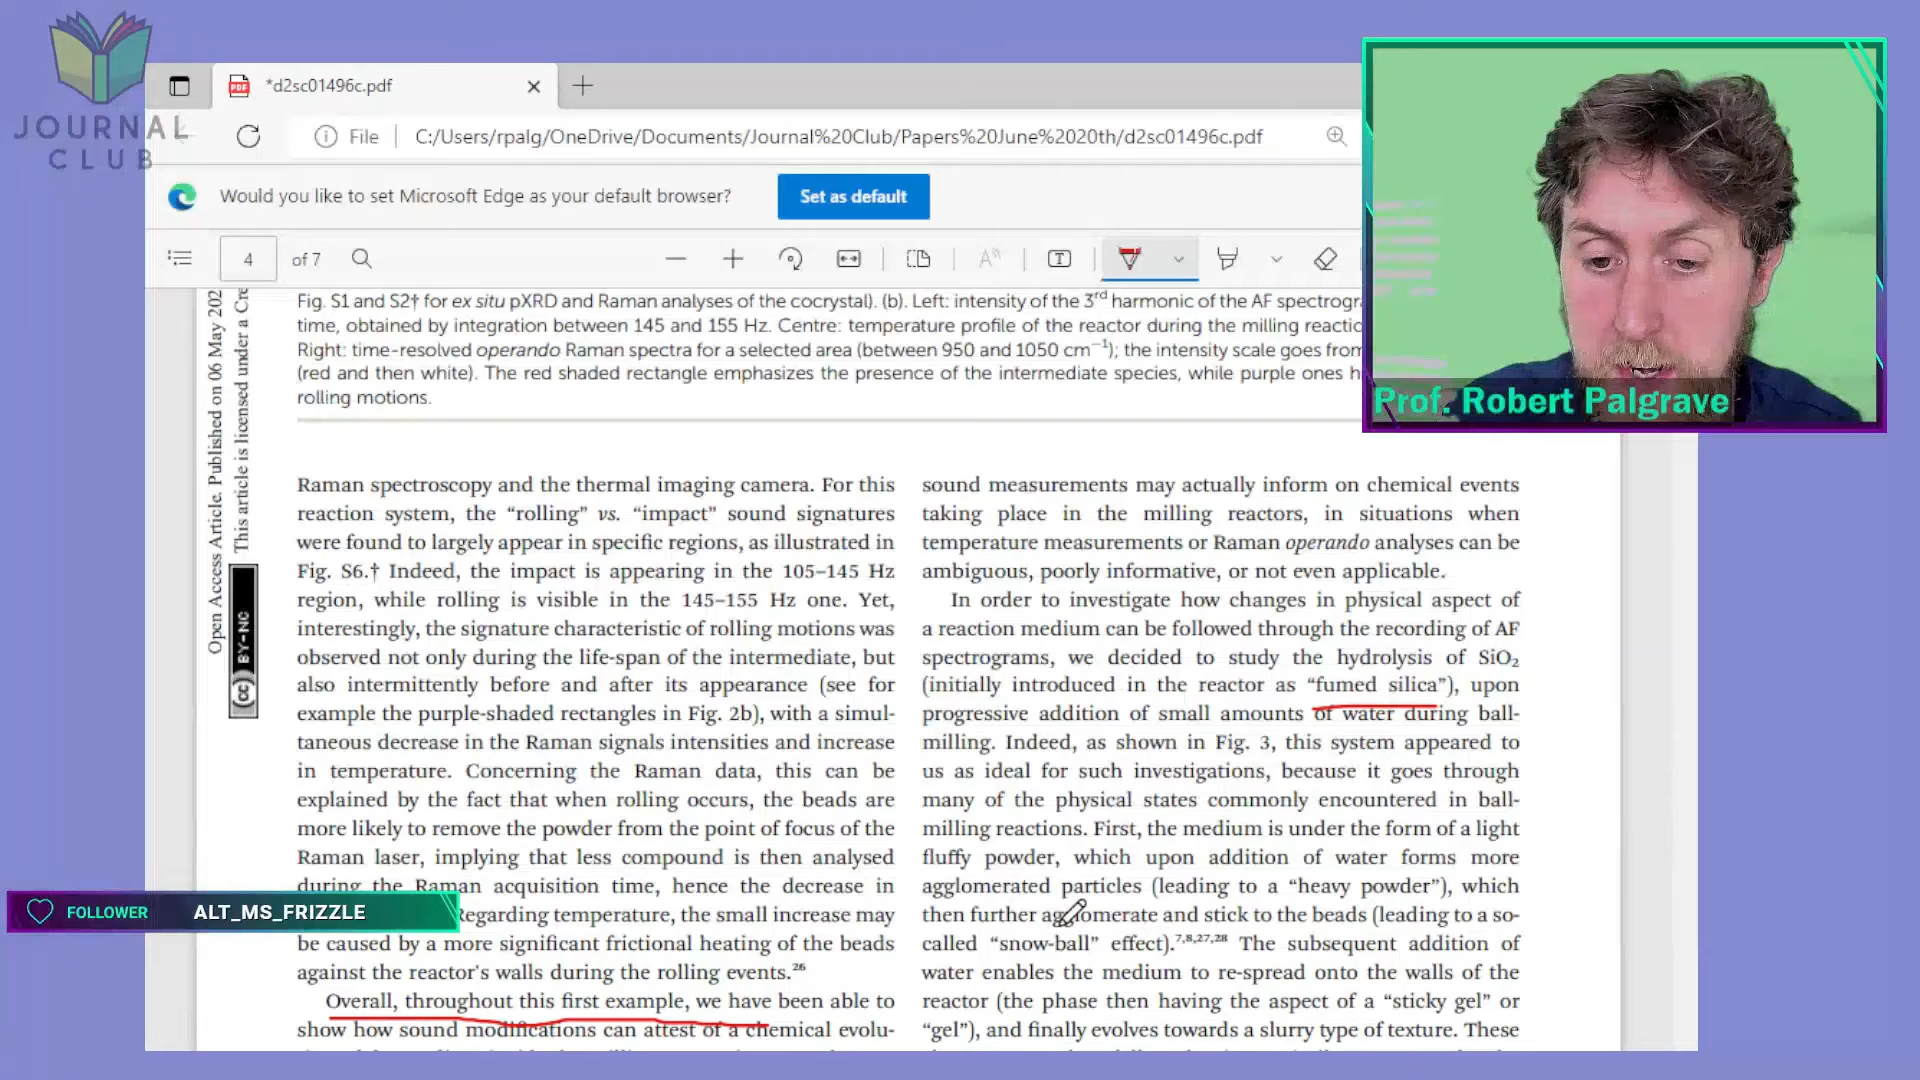 JOURNAL
CLUB
*d2sc01496c.pdf
File
C:/Users/rpalg/OneDrive/Documents/Journal%20Club/Papers%20June%2020th/d2sc01496c.pdf
Would you like to set Microsoft Edge as your default browser?
Set as default
4 of 7
Prof. Robert Palgrave
Open Access Article. Published on 06 May 202
This article is licensed under a Cre
(cc) BY-NC
Fig. S1 and S2† for ex situ pXRD and Raman analyses of the cocrystal). (b). Left: intensity of the 3rd harmonic of the AF spectrogra
time, obtained by integration between 145 and 155 Hz. Centre: temperature profile of the reactor during the milling reactio
Right: time-resolved operando Raman spectra for a selected area (between 950 and 1050 cm−1); the intensity scale goes from
(red and then white). The red shaded rectangle emphasizes the presence of the intermediate species, while purple ones h
rolling motions.
Raman spectroscopy and the thermal imaging camera. For this
reaction system, the “rolling” vs. “impact” sound signatures
were found to largely appear in specific regions, as illustrated in
Fig. S6.† Indeed, the impact is appearing in the 105–145 Hz
region, while rolling is visible in the 145–155 Hz one. Yet,
interestingly, the signature characteristic of rolling motions was
observed not only during the life-span of the intermediate, but
also intermittently before and after its appearance (see for
example the purple-shaded rectangles in Fig. 2b), with a simul-
taneous decrease in the Raman signals intensities and increase
in temperature. Concerning the Raman data, this can be
explained by the fact that when rolling occurs, the beads are
more likely to remove the powder from the point of focus of the
Raman laser, implying that less compound is then analysed
during the Raman acquisition time, hence the decrease in
Regarding temperature, the small increase may
be caused by a more significant frictional heating of the beads
against the reactor's walls during the rolling events.26
Overall, throughout this first example, we have been able to
show how sound modifications can attest of a chemical evolu-
sound measurements may actually inform on chemical events
taking place in the milling reactors, in situations when
temperature measurements or Raman operando analyses can be
ambiguous, poorly informative, or not even applicable.
In order to investigate how changes in physical aspect of
a reaction medium can be followed through the recording of AF
spectrograms, we decided to study the hydrolysis of SiO2
(initially introduced in the reactor as “fumed silica”), upon
progressive addition of small amounts of water during ball-
milling. Indeed, as shown in Fig. 3, this system appeared to
us as ideal for such investigations, because it goes through
many of the physical states commonly encountered in ball-
milling reactions. First, the medium is under the form of a light
fluffy powder, which upon addition of water forms more
agglomerated particles (leading to a “heavy powder”), which
then further agglomerate and stick to the beads (leading to a so-
called “snow-ball” effect).7,8,27,28 The subsequent addition of
water enables the medium to re-spread onto the walls of the
reactor (the phase then having the aspect of a “sticky gel” or
“gel”), and finally evolves towards a slurry type of texture. These
FOLLOWER ALT_MS_FRIZZLE